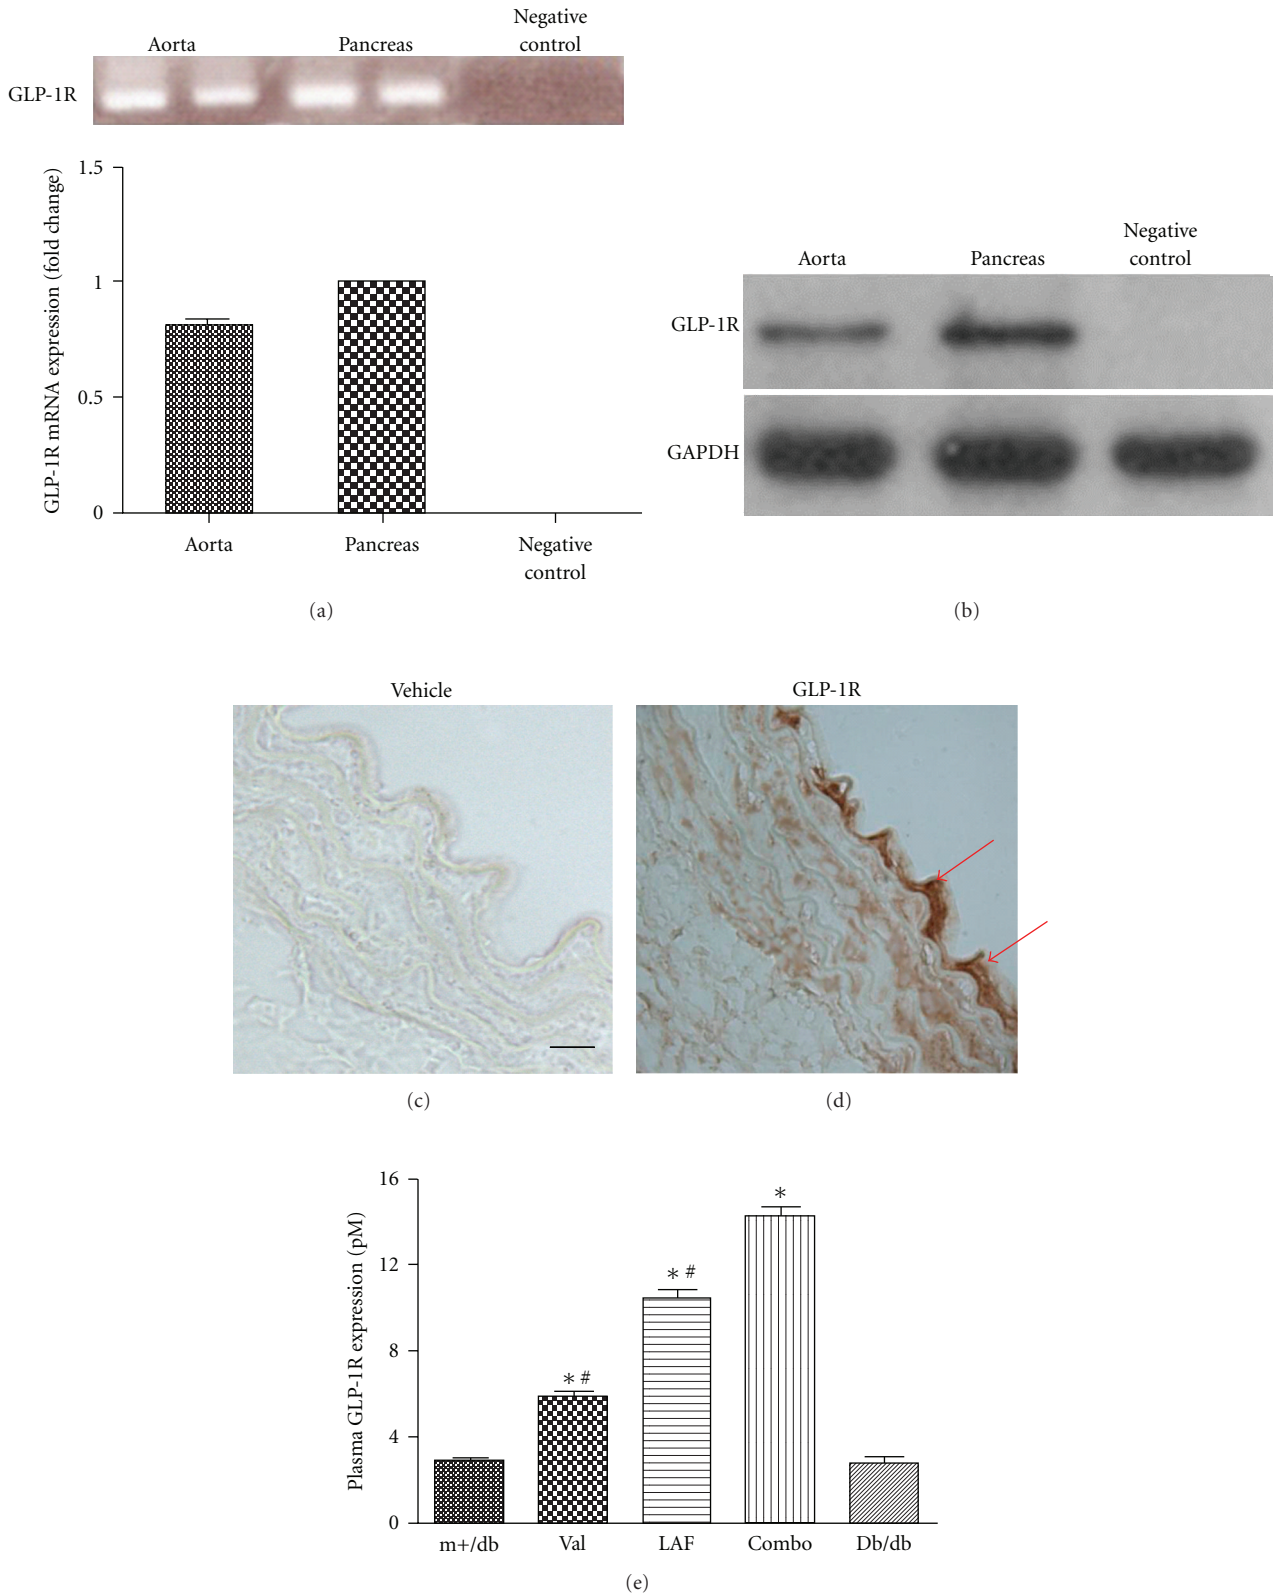 Negative
Aorta Pancreas control
GLP-1R
GLP-1R mRNA expression (fold change)
1.5
1
0.5
0
Aorta Pancreas Negative
control
(a)
Negative
Aorta Pancreas control
GLP-1R
GAPDH
(b)
Vehicle GLP-1R
(c) (d)
Plasma GLP-1R expression (pM)
16
12
8
4
0
∗ #
∗ #
∗
m+/db Val LAF Combo Db/db
(e)